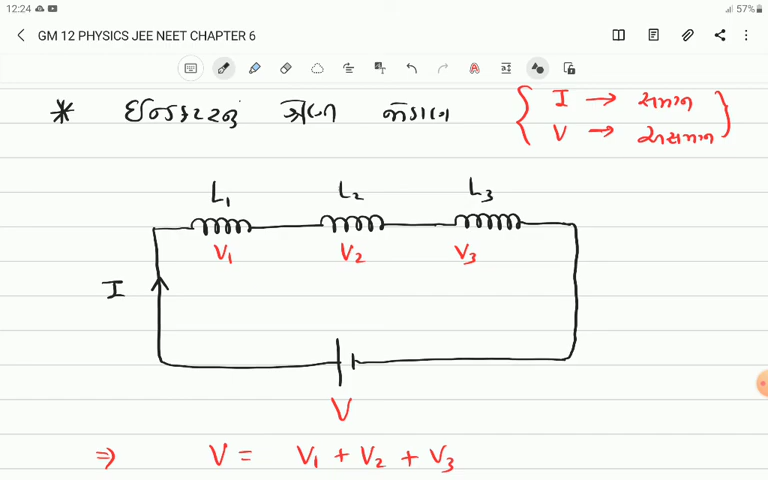 12:24 57%
GM 12 PHYSICS JEE NEET CHAPTER 6
* ઇન્ડક્ટરનું શ્રેણી જોડાણ { I → સમાન
V → અસમાન }
L₁ L₂ L₃
V₁ V₂ V₃
I
V
⇒ V = V₁ + V₂ + V₃